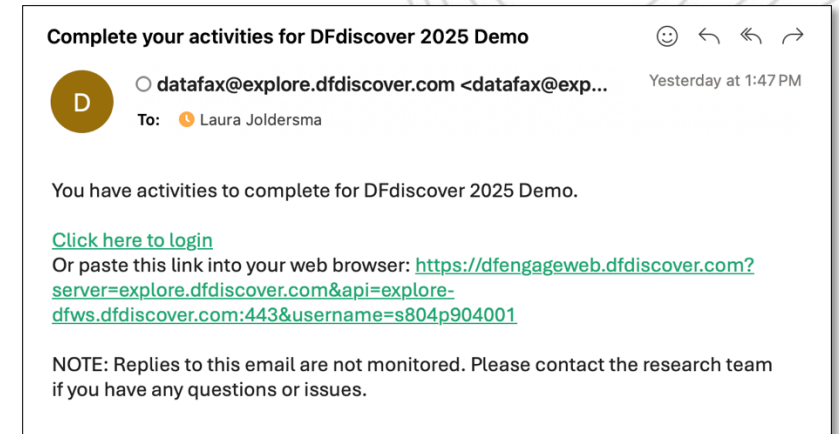 Complete your activities for DFdiscover 2025 Demo
D
datafax@explore.dfdiscover.com <datafax@exp...
Yesterday at 1:47 PM
To: Laura Joldersma
You have activities to complete for DFdiscover 2025 Demo.
Click here to login
Or paste this link into your web browser: https://dfengageweb.dfdiscover.com?
server=explore.dfdiscover.com&api=explore-
dfws.dfdiscover.com:443&username=s804p904001
NOTE: Replies to this email are not monitored. Please contact the research team
if you have any questions or issues.